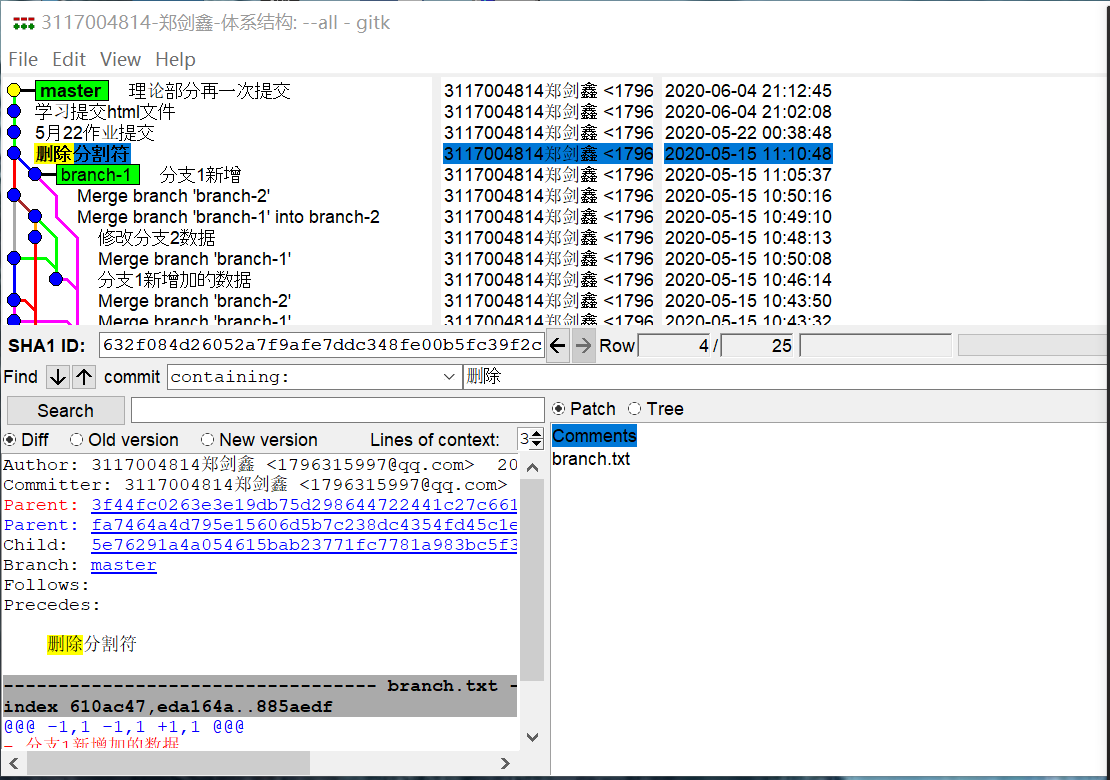 3117004814-郑剑鑫-体系结构: --all - gitk
File Edit View Help
master 理论部分再一次提交 3117004814郑剑鑫 <1796 2020-06-04 21:12:45
学习提交html文件 3117004814郑剑鑫 <1796 2020-06-04 21:02:08
5月22作业提交 3117004814郑剑鑫 <1796 2020-05-22 00:38:48
删除分割符 3117004814郑剑鑫 <1796 2020-05-15 11:10:48
branch-1 分支1新增 3117004814郑剑鑫 <1796 2020-05-15 11:05:37
Merge branch 'branch-2' 3117004814郑剑鑫 <1796 2020-05-15 10:50:16
Merge branch 'branch-1' into branch-2 3117004814郑剑鑫 <1796 2020-05-15 10:49:10
修改分支2数据 3117004814郑剑鑫 <1796 2020-05-15 10:48:13
Merge branch 'branch-1' 3117004814郑剑鑫 <1796 2020-05-15 10:50:08
分支1新增加的数据 3117004814郑剑鑫 <1796 2020-05-15 10:46:14
Merge branch 'branch-2' 3117004814郑剑鑫 <1796 2020-05-15 10:43:50
Merge branch 'branch-1' 3117004814郑剑鑫 <1796 2020-05-15 10:43:32
SHA1 ID: 632f084d26052a7f9afe7ddc348fe00b5fc39f2c Row 4 / 25
Find commit containing: 删除
Search Patch Tree
Diff Old version New version Lines of context: 3
Comments
branch.txt
Author: 3117004814郑剑鑫 <1796315997@qq.com> 20
Committer: 3117004814郑剑鑫 <1796315997@qq.com>
Parent: 3f44fc0263e3e19db75d298644722441c27c661
Parent: fa7464a4d795e15606d5b7c238dc4354fd45c1e
Child: 5e76291a4a054615bab23771fc7781a983bc5f3
Branch: master
Follows:
Precedes:
删除分割符
---------------------------------- branch.txt -
index 610ac47,eda164a..885aedf
@@@ -1,1 -1,1 +1,1 @@@
- 分支1新增加的数据